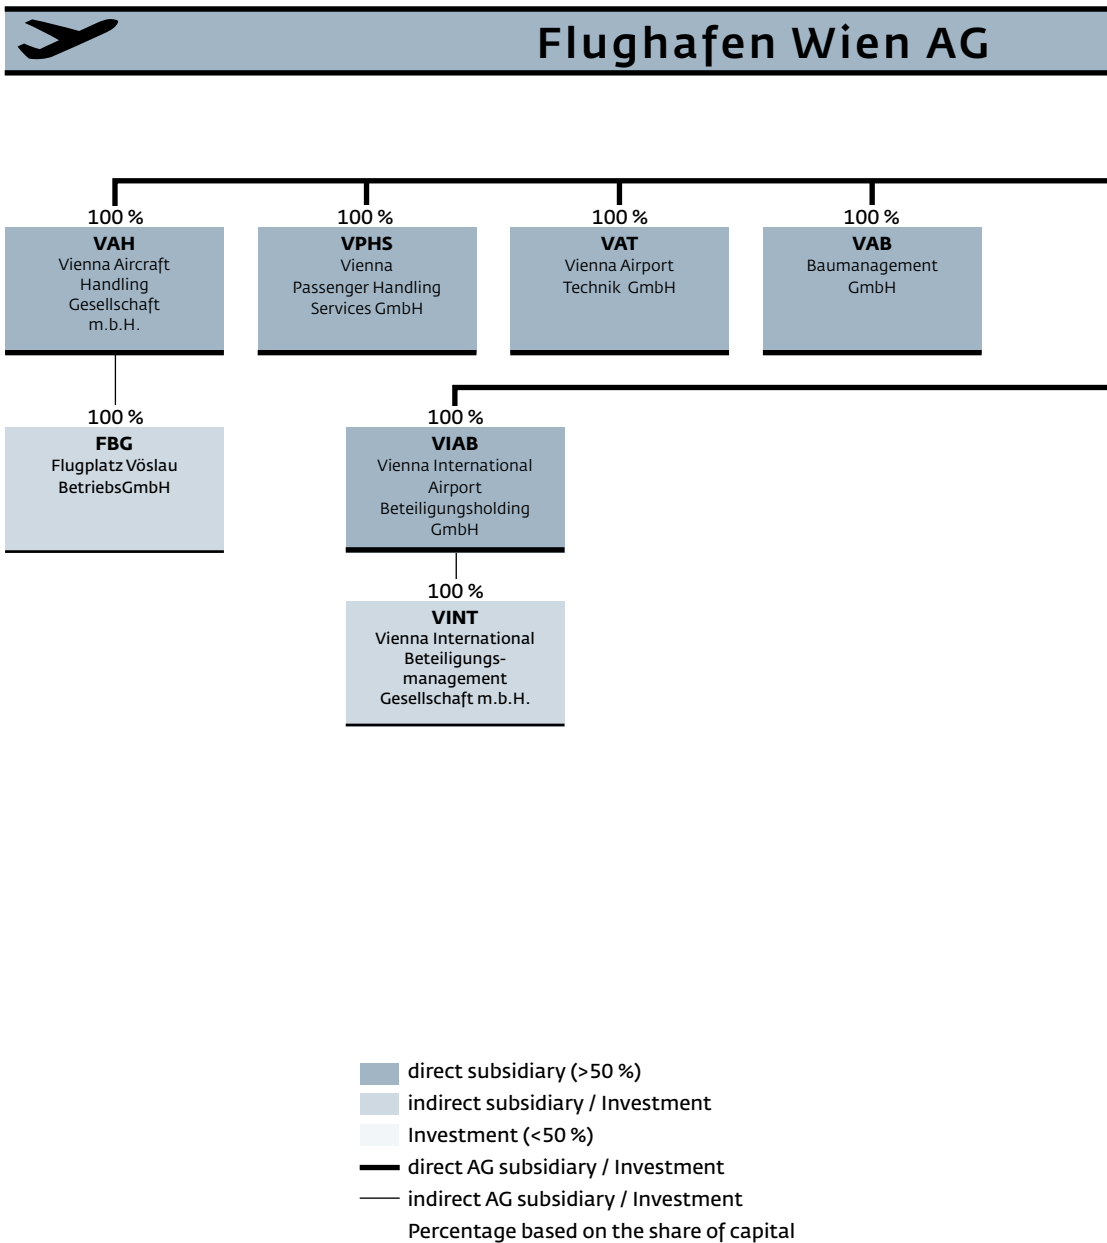 Flughafen Wien AG
100 %
VAH
Vienna Aircraft
Handling
Gesellschaft
m.b.H.
100 %
VPHS
Vienna
Passenger Handling
Services GmbH
100 %
VAT
Vienna Airport
Technik GmbH
100 %
VAB
Baumanagement
GmbH
100 %
FBG
Flugplatz Vöslau
BetriebsGmbH
100 %
VIAB
Vienna International
Airport
Beteiligungsholding
GmbH
100 %
VINT
Vienna International
Beteiligungs-
management
Gesellschaft m.b.H.
direct subsidiary (>50 %)
indirect subsidiary / Investment
Investment (<50 %)
direct AG subsidiary / Investment
indirect AG subsidiary / Investment
Percentage based on the share of capital